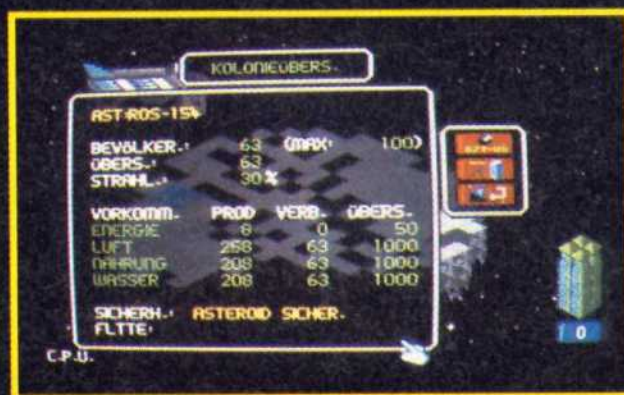 KOLONIEÜBERS.
AST-ROS-154
BEVÖLKER.: 63 (MAX: 100)
ÜBERS.: 63
STRAHL.: 30%
VORKOMM. PROD VERB. ÜBERS.
ENERGIE 8 0 50
LUFT 258 63 1000
NAHRUNG 208 63 1000
WASSER 208 63 1000
SICHERH.: ASTEROID SICHER.
FLTTE:
0
C.P.U.